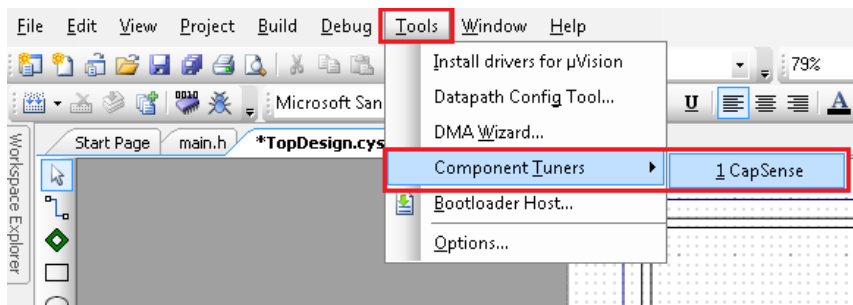 File Edit View Project Build Debug Tools Window Help
Install drivers for µVision
79%
Microsoft San
Datapath Config Tool...
U A
DMA Wizard...
Start Page main.h *TopDesign.cys
Component Tuners 1 CapSense
Bootloader Host...
Options...
Workspace Explorer